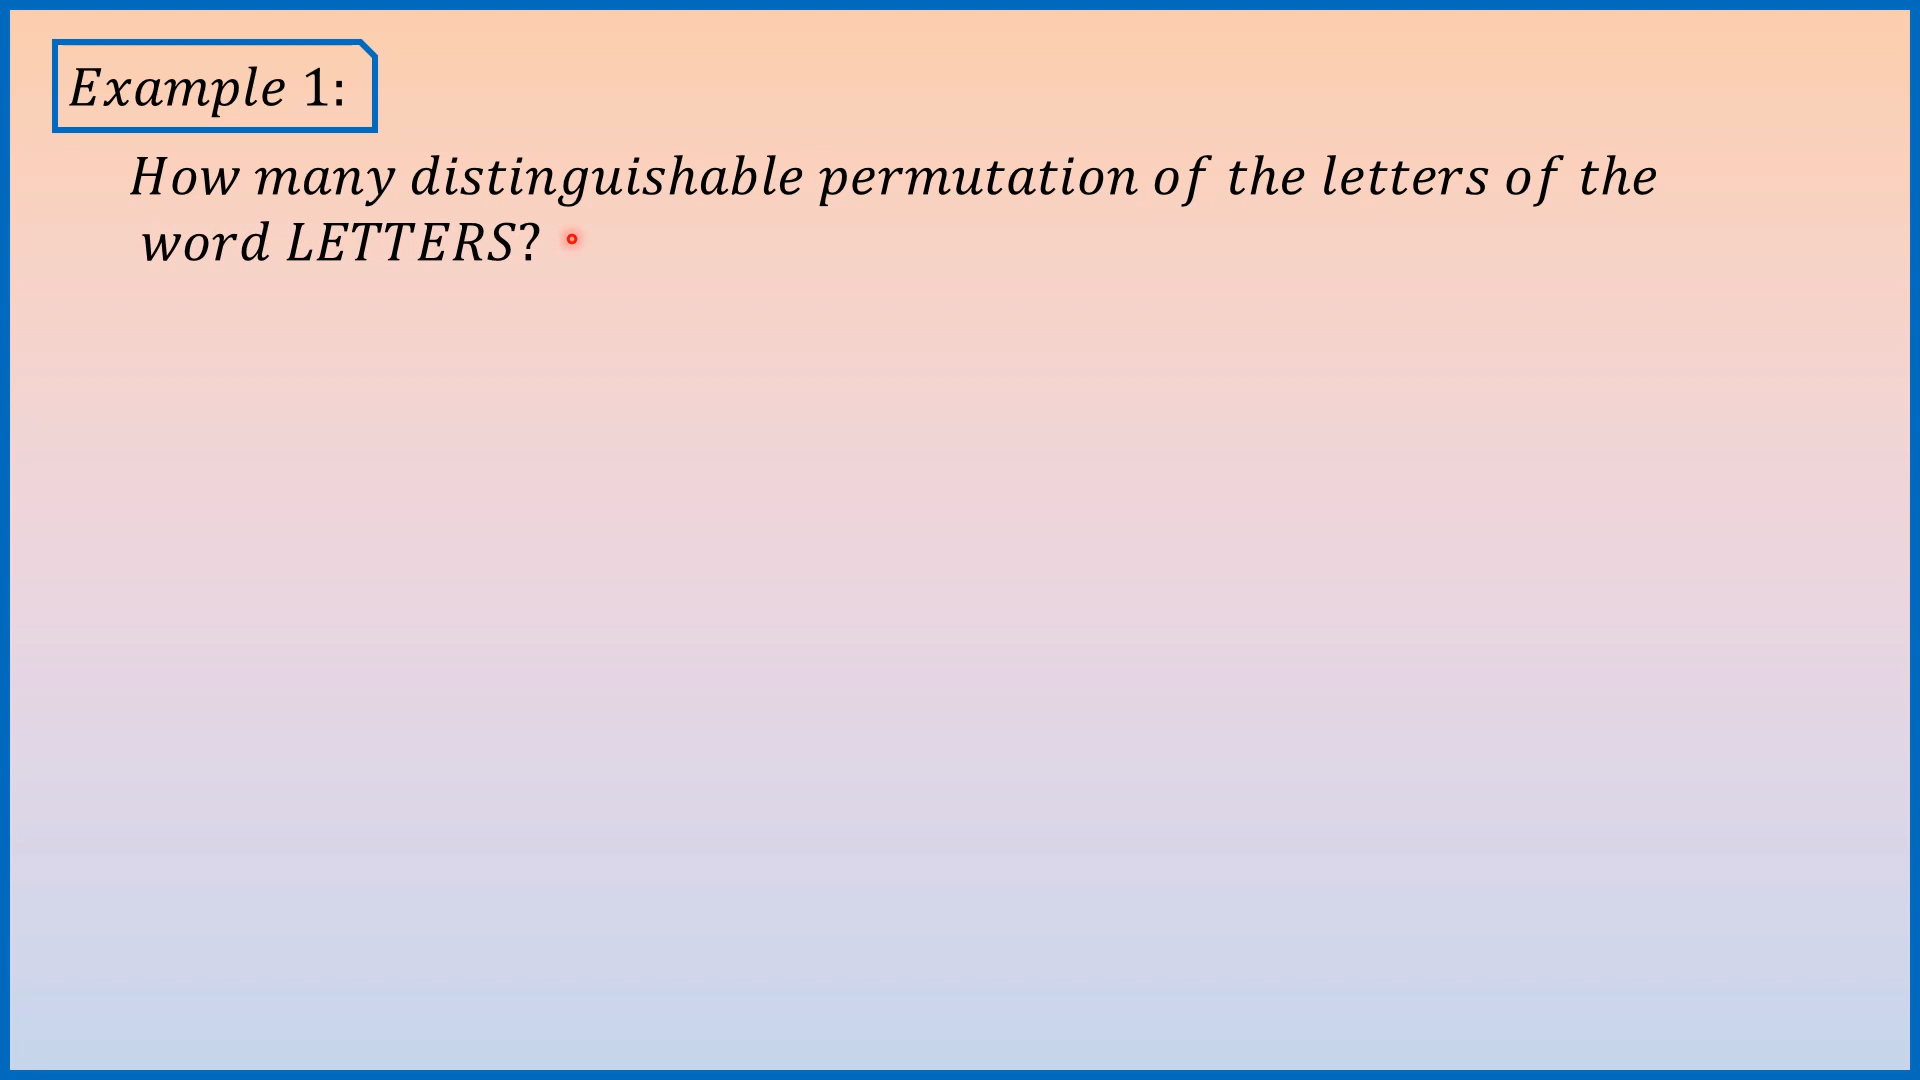 Example 1:
How many distinguishable permutation of the letters of the
word LETTERS?